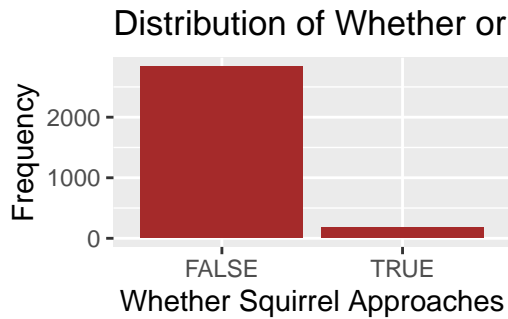 Distribution of Whether or
Frequency
2000
1000
0
FALSE
TRUE
Whether Squirrel Approaches